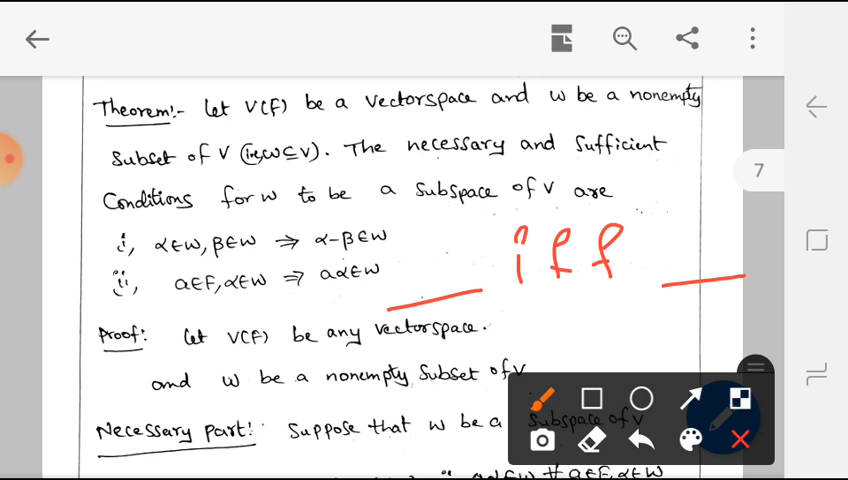 Theorem:- Let V(F) be a vectorspace and W be a nonempty
Subset of V (i.e, W⊆V). The necessary and Sufficient
Conditions for W to be a Subspace of V are
i, α∈W, β∈W ⇒ α-β∈W
ii, a∈F, α∈W ⇒ aα∈W
iff
Proof: Let V(F) be any vectorspace.
and W be a nonempty Subset of V
Necessary part: Suppose that W be a Subspace of V
a∈F, α∈W
7